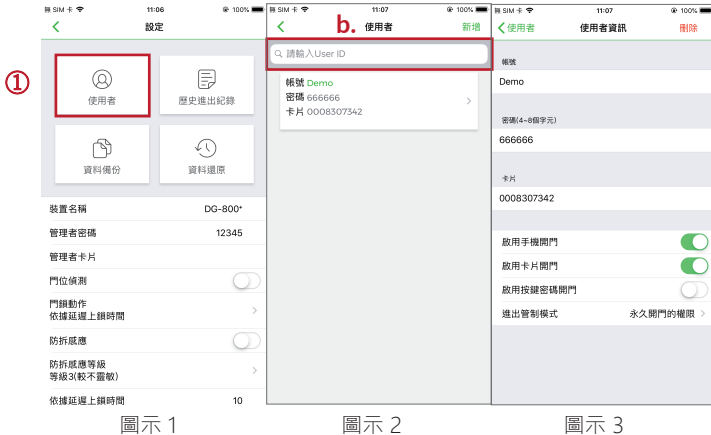 無 SIM 卡 11:06 100%
設定
①
使用者
歷史進出紀錄
資料備份
資料還原
裝置名稱 DG-800+
管理者密碼 12345
管理者卡片
門位偵測
門鎖動作
依據延遲上鎖時間
防拆感應
防拆感應等級
等級3(較不靈敏)
依據延遲上鎖時間 10
圖示 1
無 SIM 卡 11:07 100%
b. 使用者 新增
請輸入User ID
帳號 Demo
密碼 666666
卡片 0008307342
圖示 2
無 SIM 卡 11:07 100%
使用者 使用者資訊 刪除
帳號
Demo
密碼(4~8個字元)
666666
卡片
0008307342
啟用手機開門
啟用卡片開門
啟用按鍵密碼開門
進出管制模式 永久開門的權限
圖示 3